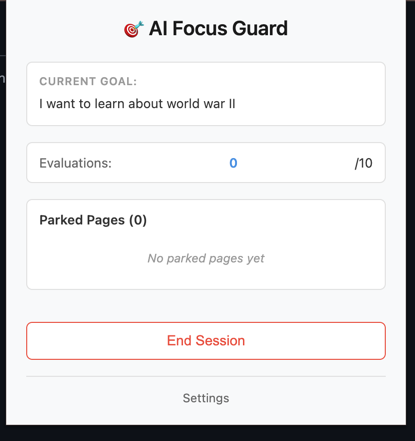 🎯 AI Focus Guard
CURRENT GOAL:
I want to learn about world war II
Evaluations: 0 /10
Parked Pages (0)
No parked pages yet
End Session
Settings